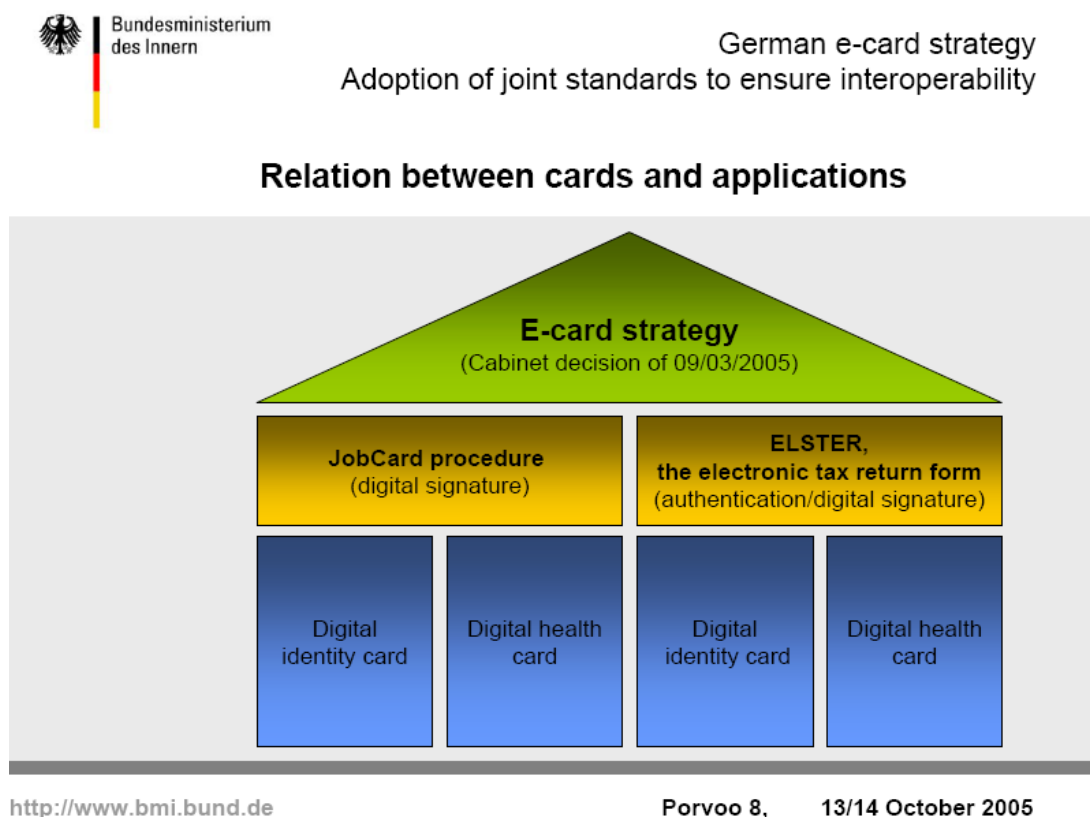 Bundesministerium
des Innern
German e-card strategy
Adoption of joint standards to ensure interoperability
Relation between cards and applications
E-card strategy
(Cabinet decision of 09/03/2005)
JobCard procedure
(digital signature)
ELSTER,
the electronic tax return form
(authentication/digital signature)
Digital
identity card
Digital health
card
Digital
identity card
Digital health
card
http://www.bmi.bund.de
Porvoo 8, 13/14 October 2005